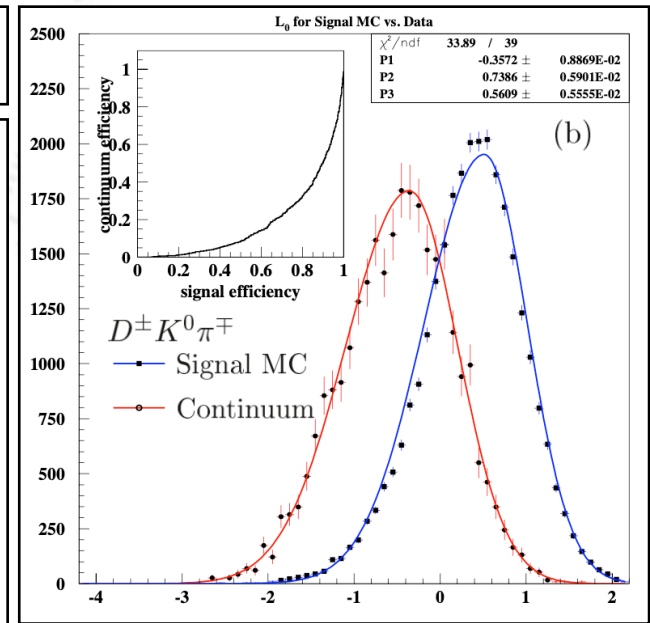 L₀ for Signal MC vs. Data
χ²/ndf 33.89 / 39
P1 -0.3572 ± 0.8869E-02
P2 0.7386 ± 0.5901E-02
P3 0.5609 ± 0.5555E-02
(b)
continuum efficiency
1
0.8
0.6
0.4
0.2
0
0 0.2 0.4 0.6 0.8 1
signal efficiency
D±K⁰π∓
Signal MC
Continuum
2500
2250
2000
1750
1500
1250
1000
750
500
250
0
-4 -3 -2 -1 0 1 2